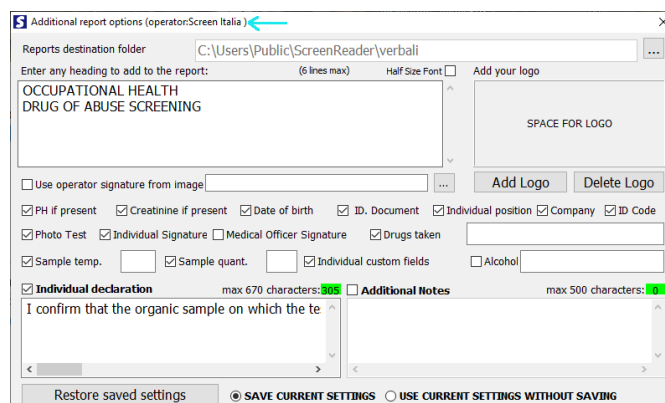 Additional report options (operator:Screen Italia )
Reports destination folder
C:\Users\Public\ScreenReader\verbali
...
Enter any heading to add to the report:
(6 lines max)
Half Size Font
Add your logo
OCCUPATIONAL HEALTH
DRUG OF ABUSE SCREENING
SPACE FOR LOGO
Use operator signature from image
...
Add Logo
Delete Logo
PH if present
Creatinine if present
Date of birth
ID. Document
Individual position
Company
ID Code
Photo Test
Individual Signature
Medical Officer Signature
Drugs taken
Sample temp.
Sample quant.
Individual custom fields
Alcohol
Individual declaration
max 670 characters:
305
Additional Notes
max 500 characters:
0
I confirm that the organic sample on which the te
Restore saved settings
SAVE CURRENT SETTINGS
USE CURRENT SETTINGS WITHOUT SAVING